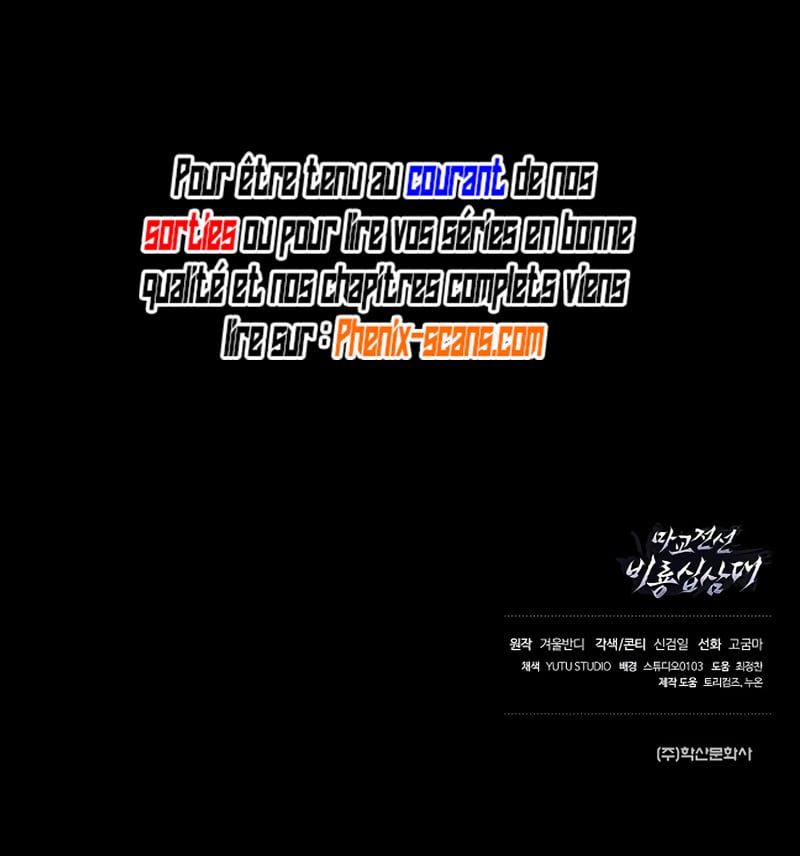 Pour être tenu au courant de nos
sorties ou pour lire vos séries en bonne
qualité et nos chapitres complets viens
lire sur : Phenix-scans.com
마교전선
비룡십삼대
원작 겨울반디 각색/콘티 신검일 선화 고굼마
채색 YUTU STUDIO 배경 스튜디오0103 도움 최정찬
제작 도움 토리컴즈, 누온
(주)학산문화사